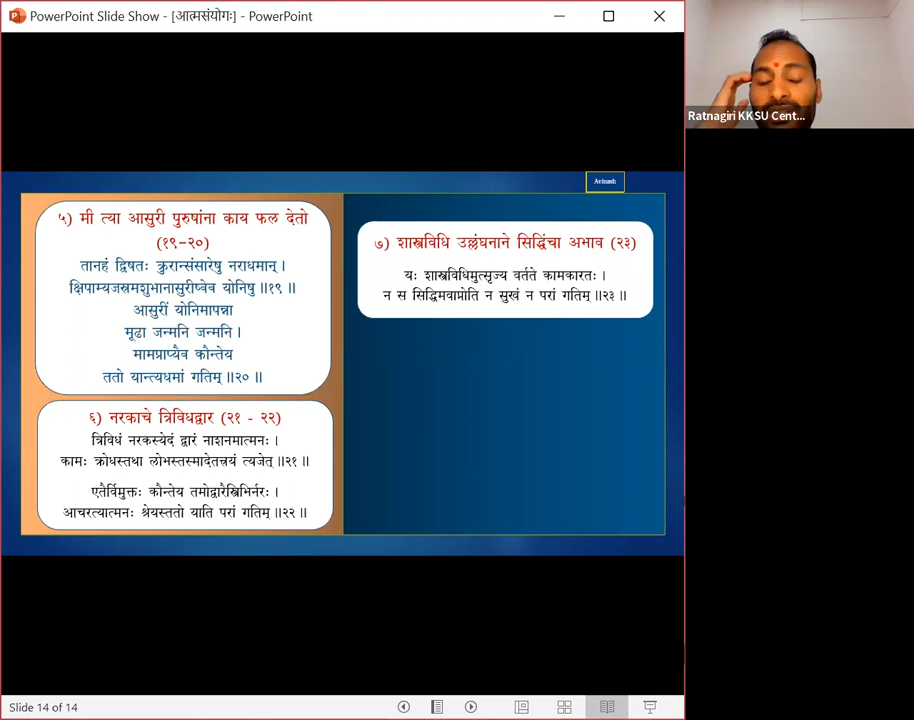 PowerPoint Slide Show - [आत्मसंयोगः] - PowerPoint
Ratnagiri KKSU Cent...
Avinash
५) मी त्या आसुरी पुरुषांना काय फल देतो
(१९-२०)
तानहं द्विषतः क्रुरान्संसारेषु नराधमान् ।
क्षिपाम्यजस्त्रमशुभानासुरीष्वेव योनिषु ॥१९॥
आसुरीं योनिमापन्ना
मूढा जन्मनि जन्मनि ।
मामप्राप्यैव कौन्तेय
ततो यान्त्यधमां गतिम् ॥२०॥
६) नरकाचे त्रिविधद्वार (२१ - २२)
त्रिविधं नरकस्येदं द्वारं नाशनमात्मनः ।
कामः क्रोधस्तथा लोभस्तस्मादेतत्त्रयं त्यजेत् ॥२१॥
एतैर्विमुक्तः कौन्तेय तमोद्वारैस्त्रिभिर्नरः ।
आचरत्यात्मनः श्रेयस्ततो याति परां गतिम् ॥२२॥
७) शास्त्रविधि उल्लंघनाने सिद्धिंचा अभाव (२३)
यः शास्त्रविधिमुत्सृज्य वर्तते कामकारतः ।
न स सिद्धिमवाप्नोति न सुखं न परां गतिम् ॥२३॥
Slide 14 of 14